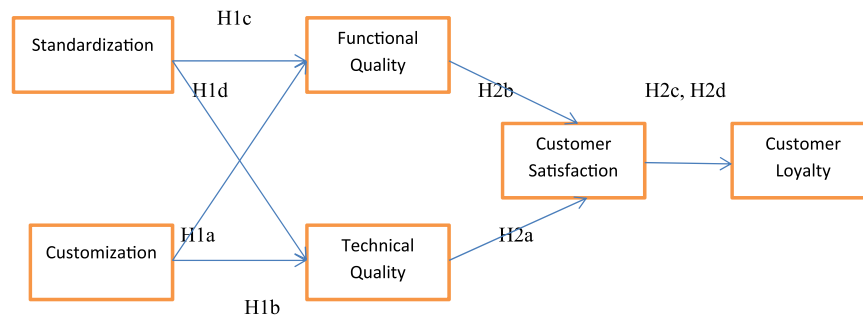 H1c
Standardization
Functional
Quality
H1d
H2b
H2c, H2d
Customer
Satisfaction
Customer
Loyalty
Customization
H1a
Technical
Quality
H2a
H1b